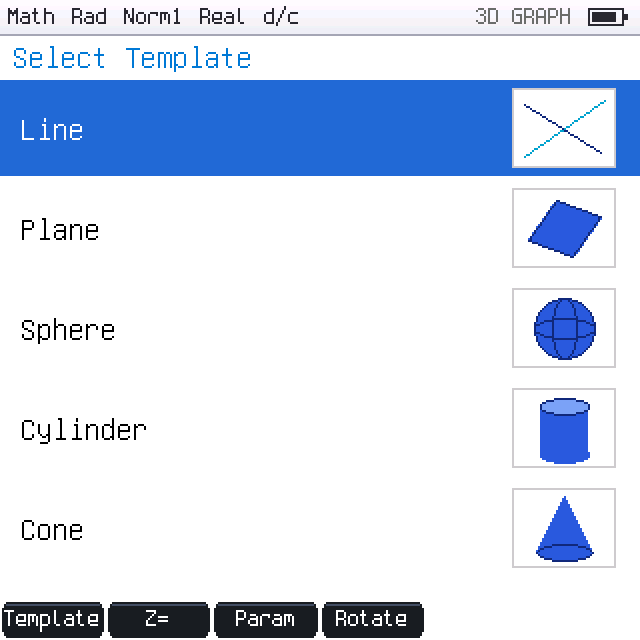 Math Rad Norm1 Real d/c 3D GRAPH
Select Template
Line
Plane
Sphere
Cylinder
Cone
Template Z= Param Rotate